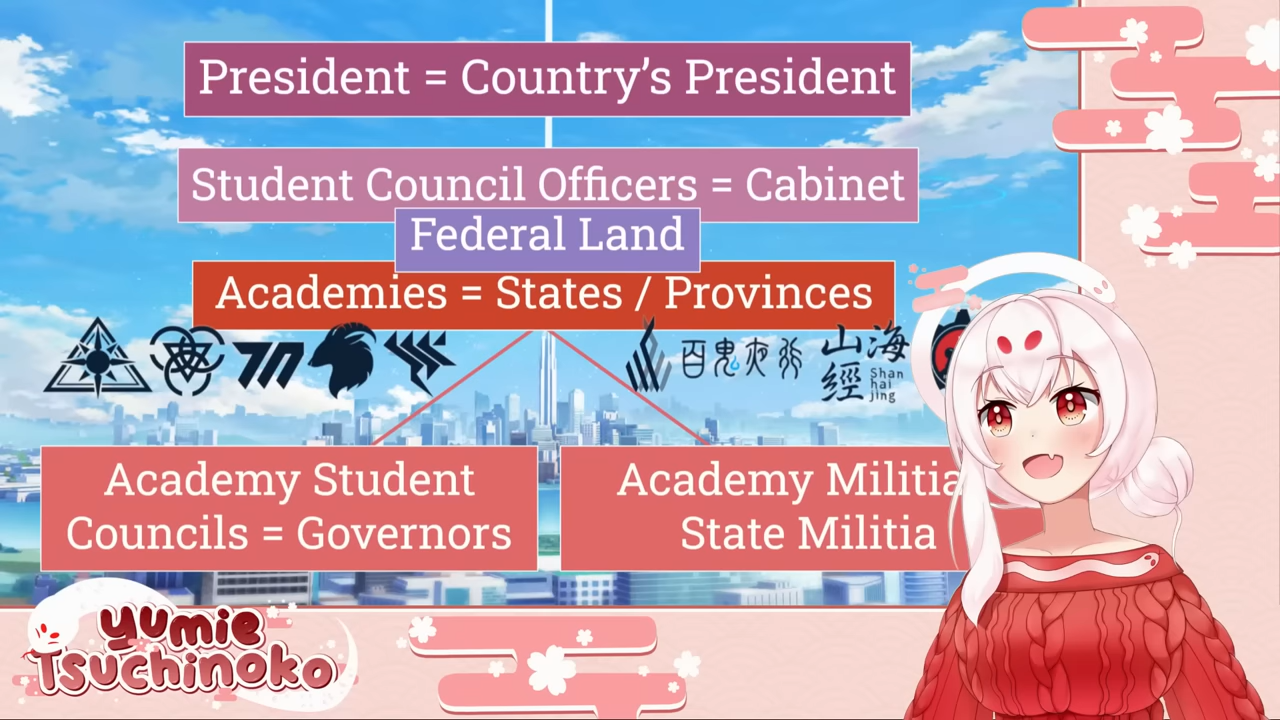 President = Country’s President
Student Council Officers = Cabinet
Federal Land
Academies = States / Provinces
百鬼夜行
山海經
Shan
hai
jing
Academy Student
Councils = Governors
Academy Militia
State Militia
yumie
Tsuchinoko